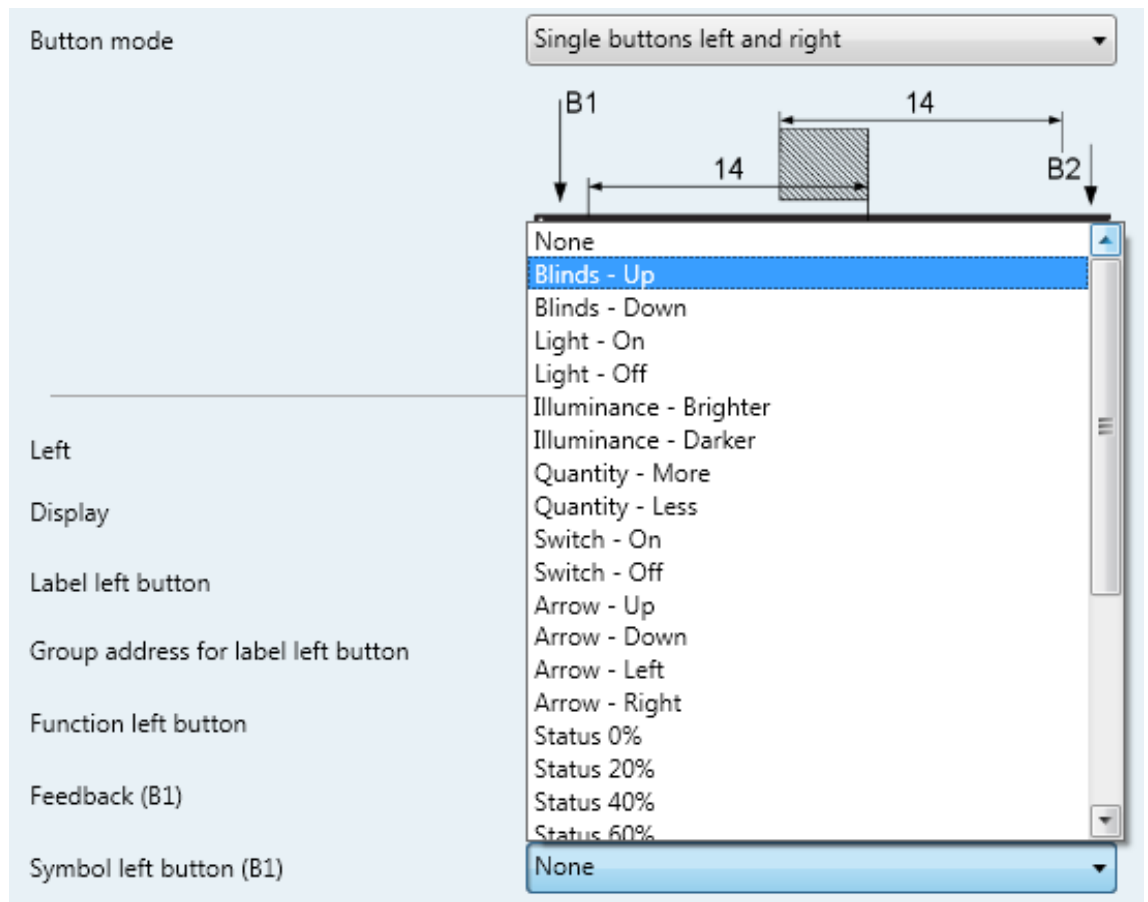 Button mode
Single buttons left and right
B1
14
14
B2
None
Blinds - Up
Blinds - Down
Light - On
Light - Off
Illuminance - Brighter
Illuminance - Darker
Left
Quantity - More
Quantity - Less
Display
Switch - On
Switch - Off
Label left button
Arrow - Up
Arrow - Down
Group address for label left button
Arrow - Left
Arrow - Right
Function left button
Status 0%
Status 20%
Feedback (B1)
Status 40%
Status 60%
Symbol left button (B1)
None